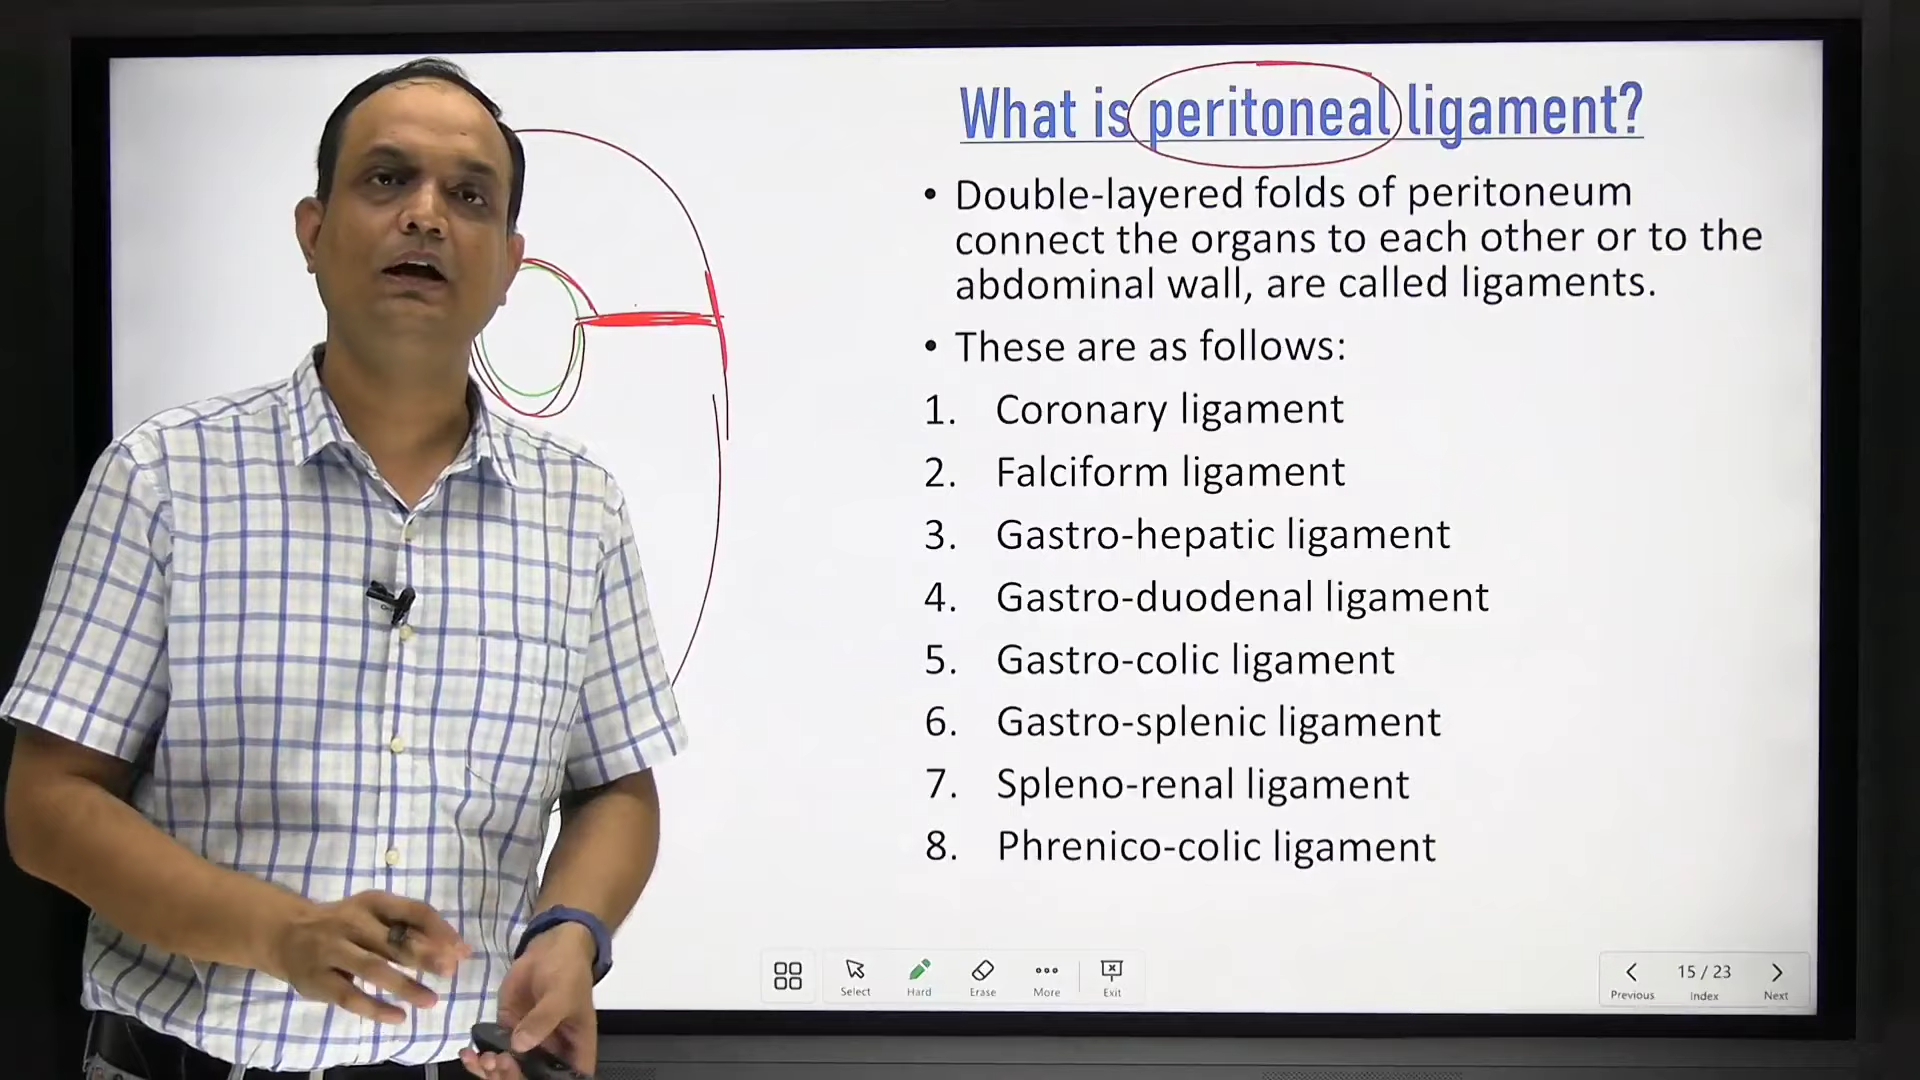 What is peritoneal ligament?
• Double-layered folds of peritoneum
connect the organs to each other or to the
abdominal wall, are called ligaments.
• These are as follows:
1. Coronary ligament
2. Falciform ligament
3. Gastro-hepatic ligament
4. Gastro-duodenal ligament
5. Gastro-colic ligament
6. Gastro-splenic ligament
7. Spleno-renal ligament
8. Phrenico-colic ligament
Select Hard Erase More Exit
15 / 23
Previous Index Next